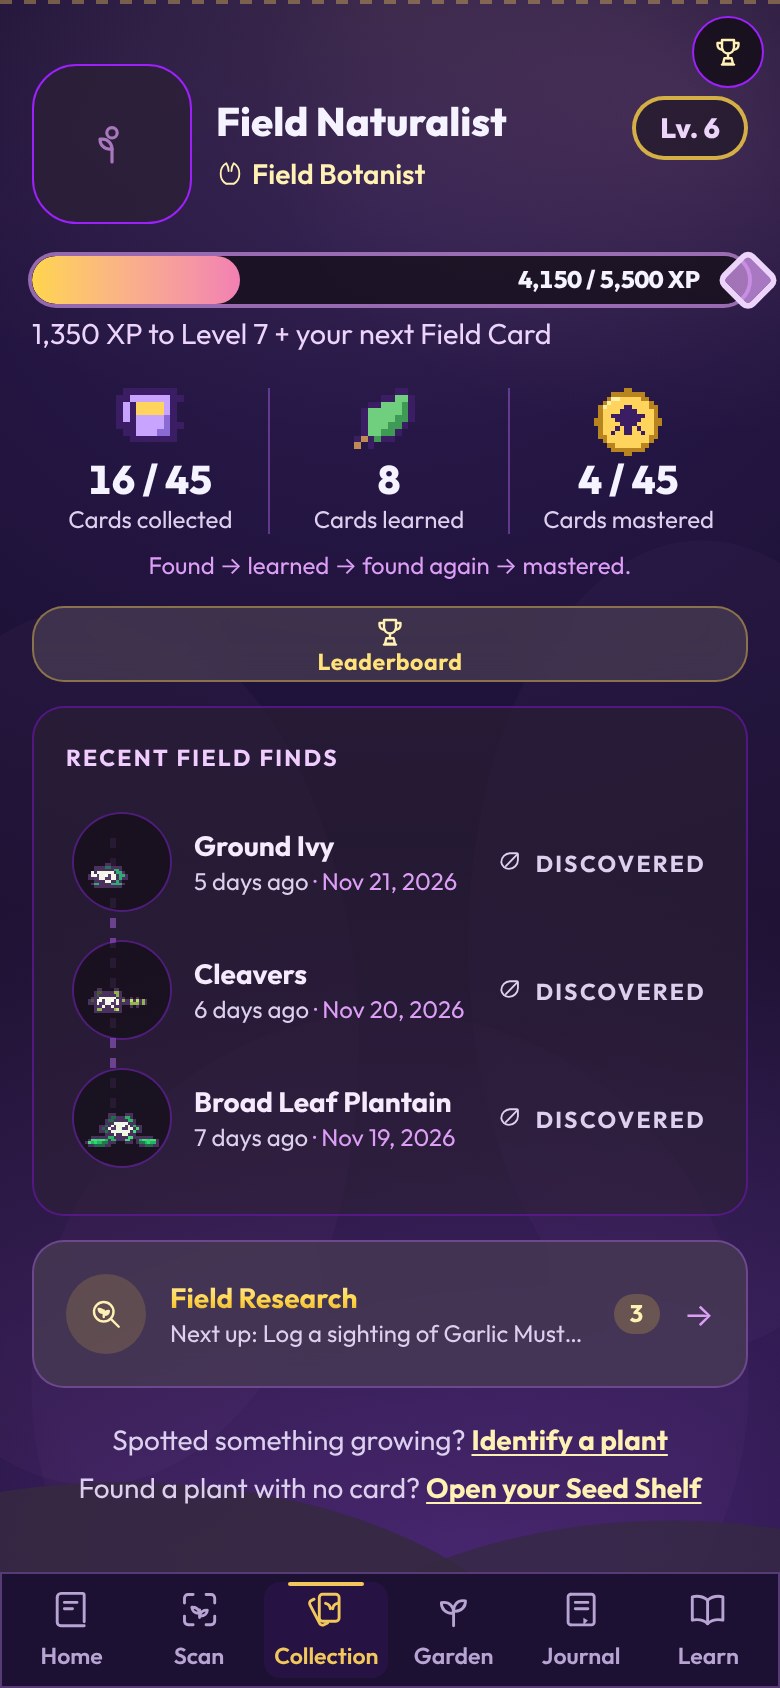 Field Naturalist
Field Botanist
Lv. 6
4,150 / 5,500 XP
1,350 XP to Level 7 + your next Field Card
16 / 45
Cards collected
8
Cards learned
4 / 45
Cards mastered
Found → learned → found again → mastered.
Leaderboard
RECENT FIELD FINDS
Ground Ivy
5 days ago · Nov 21, 2026
DISCOVERED
Cleavers
6 days ago · Nov 20, 2026
DISCOVERED
Broad Leaf Plantain
7 days ago · Nov 19, 2026
DISCOVERED
Field Research
Next up: Log a sighting of Garlic Must...
3
Spotted something growing? Identify a plant
Found a plant with no card? Open your Seed Shelf
Home
Scan
Collection
Garden
Journal
Learn